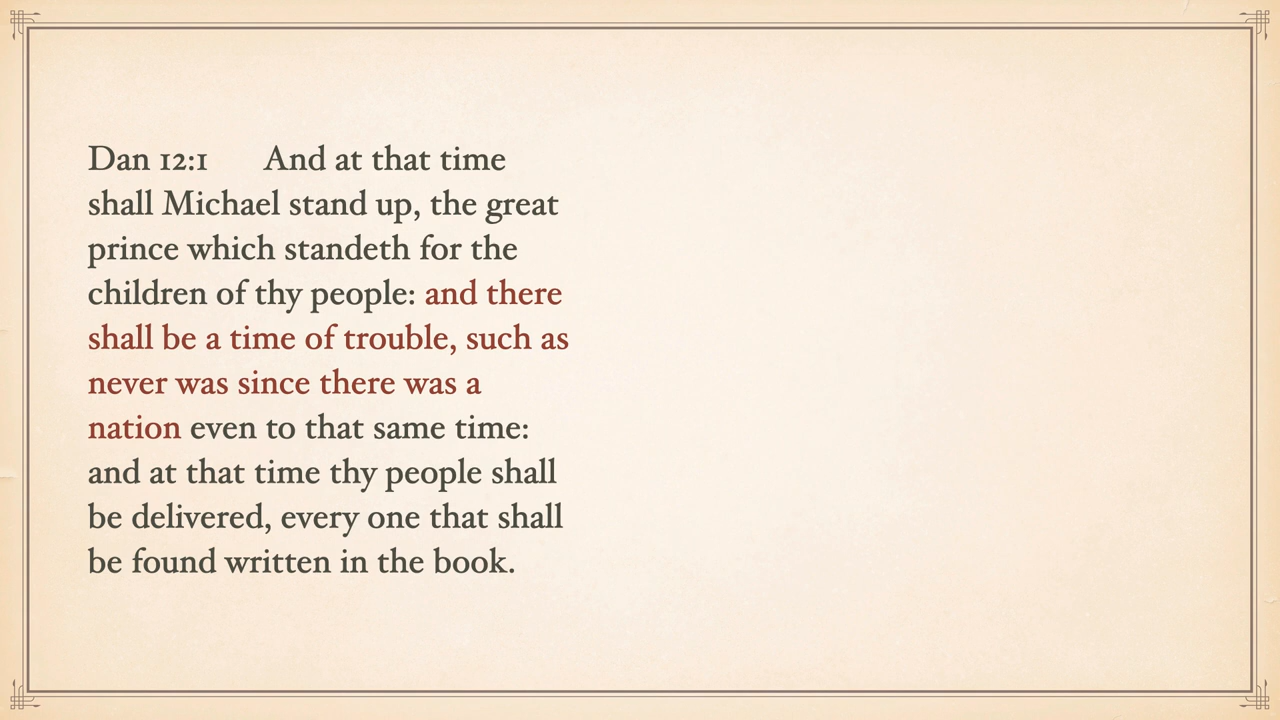 Dan 12:1 And at that time
shall Michael stand up, the great
prince which standeth for the
children of thy people: and there
shall be a time of trouble, such as
never was since there was a
nation even to that same time:
and at that time thy people shall
be delivered, every one that shall
be found written in the book.